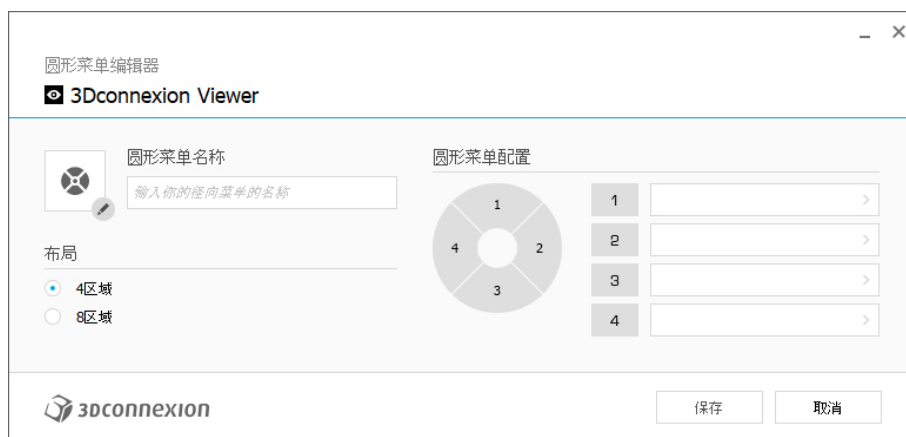 圆形菜单编辑器
3Dconnexion Viewer
圆形菜单名称
输入你的径向菜单的名称
布局
4区域
8区域
圆形菜单配置
1
2
3
4
1
2
3
4
3DCONNEXION
保存
取消